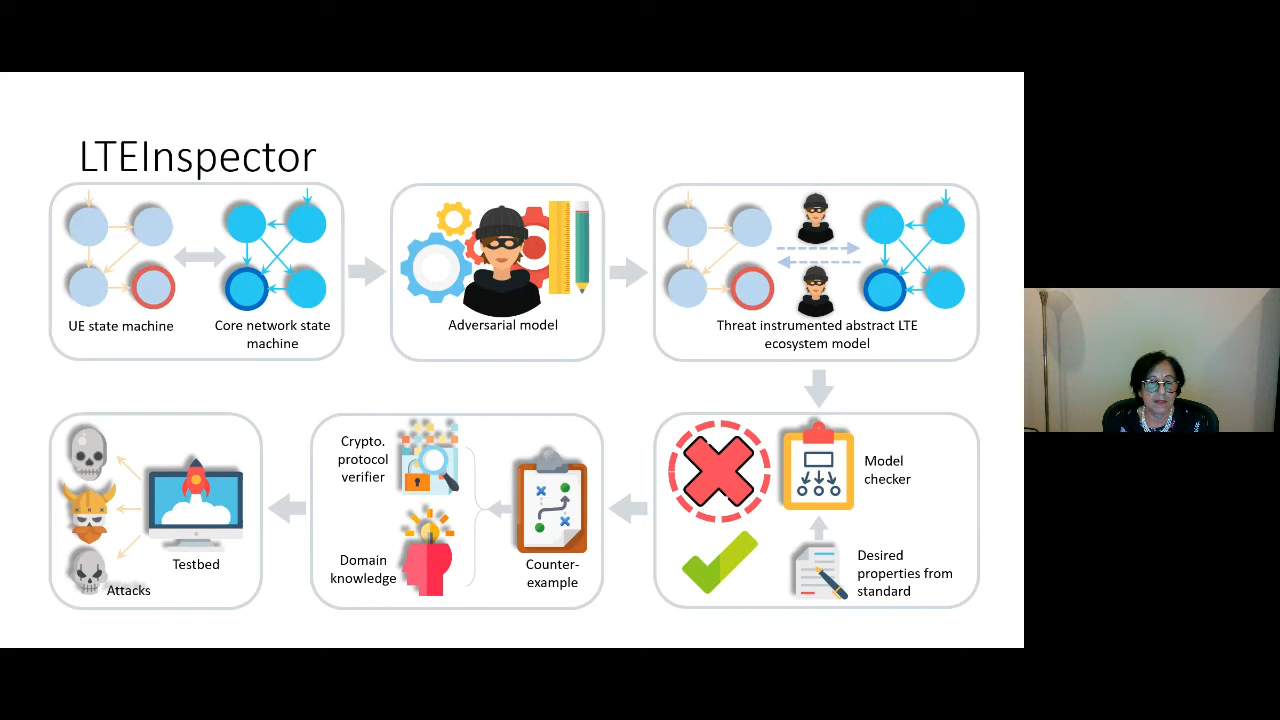 LTEInspector
UE state machine
Core network state
machine
Adversarial model
Threat instrumented abstract LTE
ecosystem model
Model
checker
Desired
properties from
standard
Counter-
example
Crypto.
protocol
verifier
Domain
knowledge
Testbed
Attacks